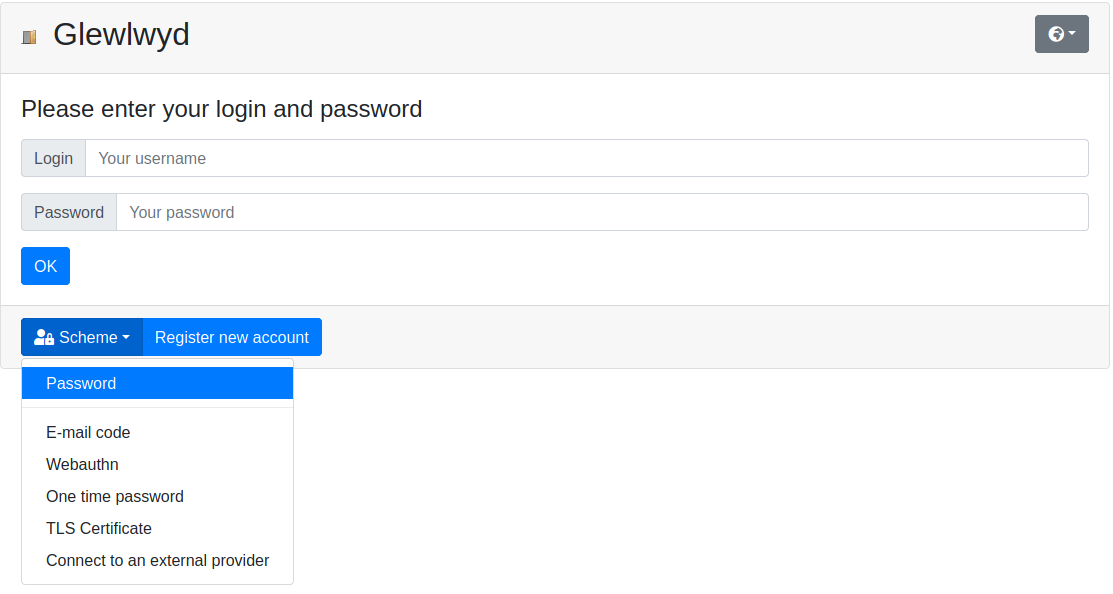 Glewlwyd
Please enter your login and password
Login Your username
Password Your password
OK
Scheme Register new account
Password
E-mail code
Webauthn
One time password
TLS Certificate
Connect to an external provider